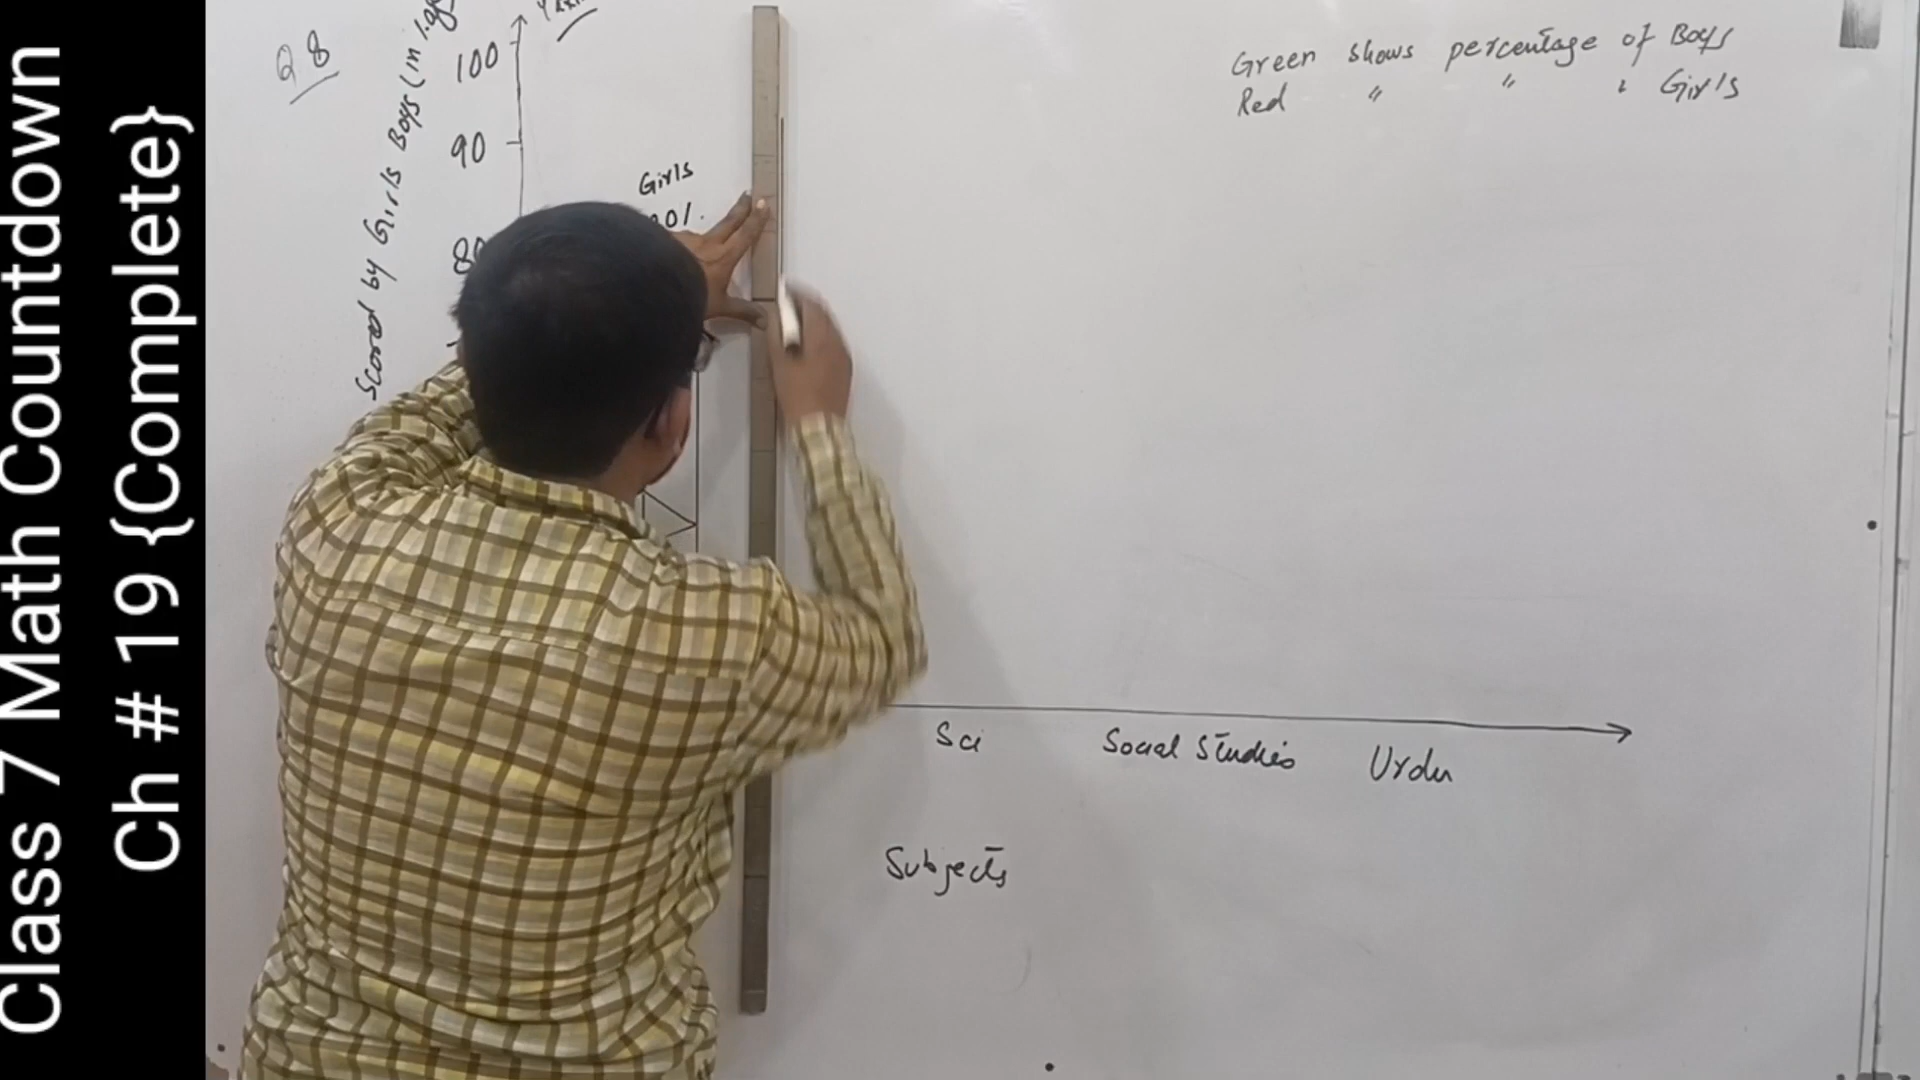 Class 7 Math Countdown
Ch # 19 {Complete}
Q 8
Scored by Girls Boys (in
100
90
80
Girls
Green shows percentage of Boys
Red " " " Girls
Sci Social Studies Urdu
Subjects